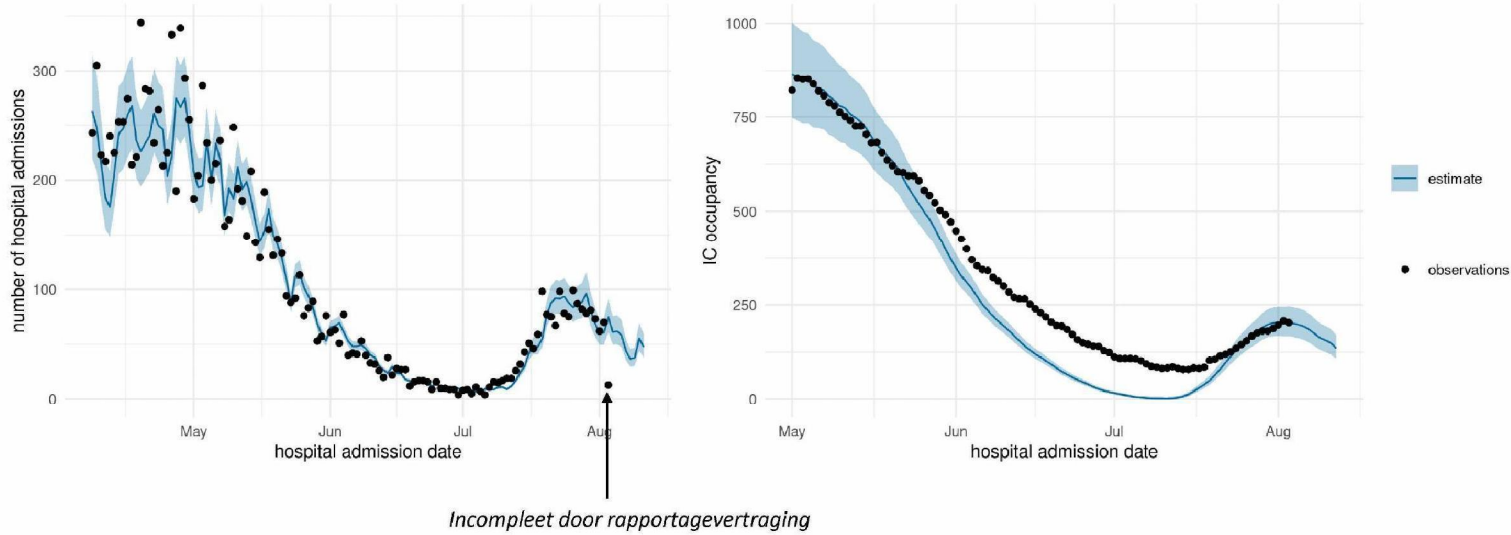 number of hospital admissions
300
200
100
0
May
Jun
Jul
Aug
hospital admission date
Incompleet door rapportagevertraging
IC occupancy
1000
750
500
250
0
May
Jun
Jul
Aug
hospital admission date
estimate
observations